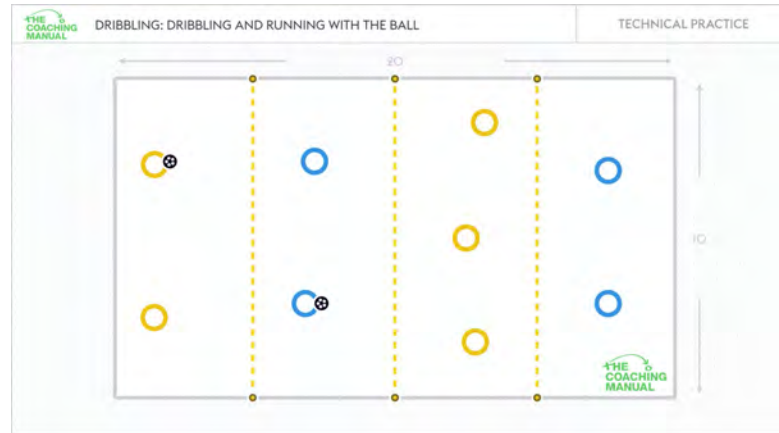 THE
COACHING
MANUAL
DRIBBLING: DRIBBLING AND RUNNING WITH THE BALL
TECHNICAL PRACTICE
20
10
THE
COACHING
MANUAL